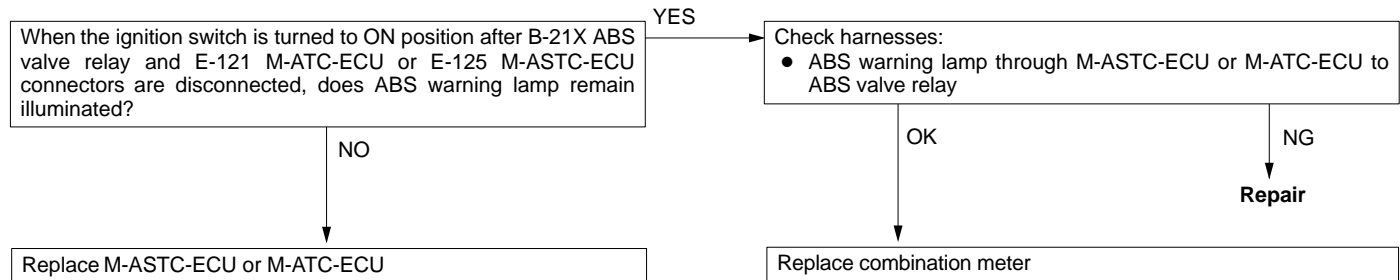 YES
When the ignition switch is turned to ON position after B-21X ABS
valve relay and E-121 M-ATC-ECU or E-125 M-ASTC-ECU
connectors are disconnected, does ABS warning lamp remain
illuminated?
Check harnesses:
● ABS warning lamp through M-ASTC-ECU or M-ATC-ECU to
ABS valve relay
NO
OK
NG
Repair
Replace M-ASTC-ECU or M-ATC-ECU
Replace combination meter